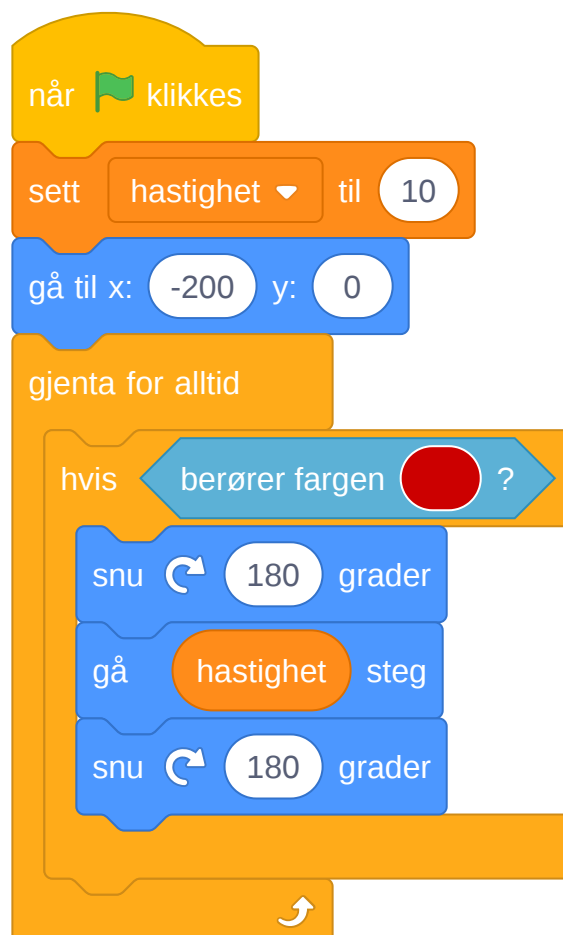 når klikkes
sett hastighet til 10
gå til x: -200 y: 0
gjenta for alltid
hvis berører fargen ?
snu 180 grader
gå hastighet steg
snu 180 grader